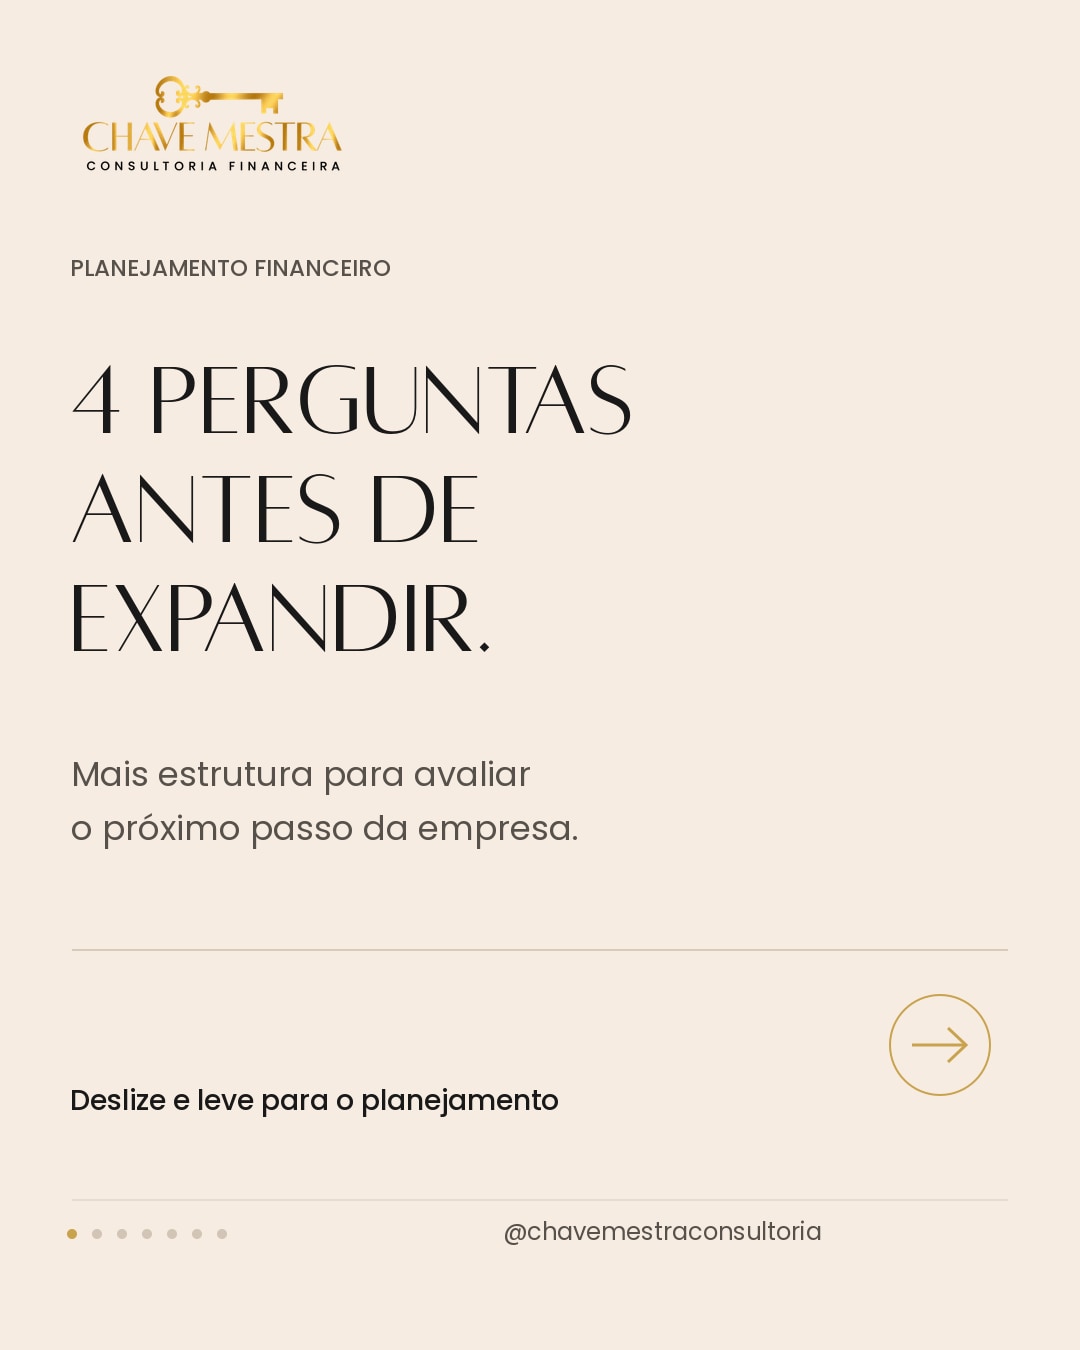 CHAVE MESTRA
CONSULTORIA FINANCEIRA
PLANEJAMENTO FINANCEIRO
4 PERGUNTAS
ANTES DE
EXPANDIR.
Mais estrutura para avaliar
o próximo passo da empresa.
Deslize e leve para o planejamento
@chavemestraconsultoria